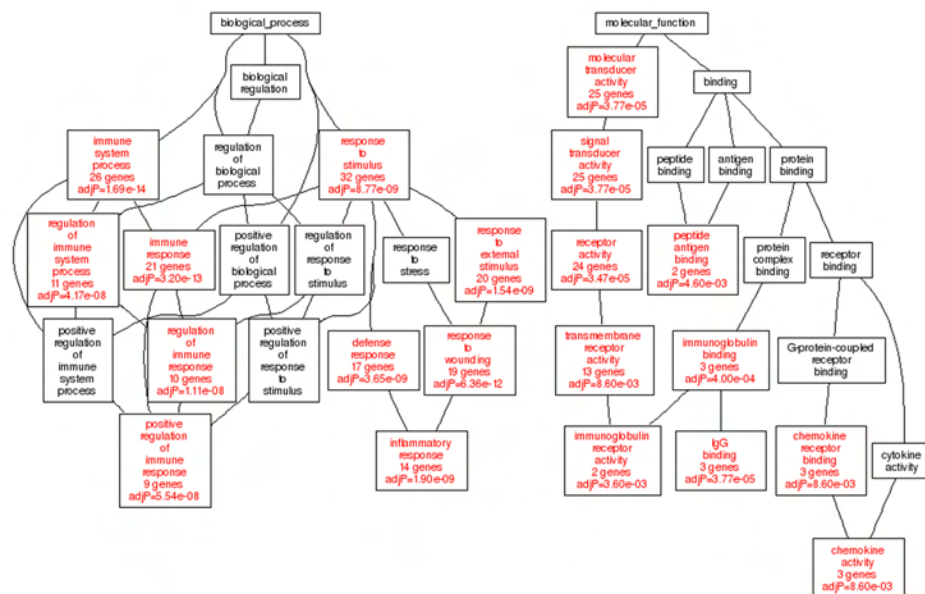 biological_process
biological
regulation
immune
system
process
26 genes
adjP=1.69e-14
regulation
of
biological
process
response
to
stimulus
32 genes
adjP=8.77e-09
regulation
of
immune
system
process
11 genes
adjP=4.17e-08
immune
response
21 genes
adjP=3.20e-13
positive
regulation of
biological
process
regulation
of
response to
stimulus
response
to
stress
response
to
external
stimulus
20 genes
adjP=1.54e-09
positive
regulation
of
immune system
process
regulation
of
immune
response
10 genes
adjP=1.11e-08
positive
regulation of
response to
stimulus
defense
response
17 genes
adjP=3.65e-09
response
to
wounding
19 genes
adjP=6.36e-12
positive
regulation
of
immune
response
9 genes
adjP=5.54e-08
inflammatory
response
14 genes
adjP=1.90e-09
molecular_function
molecular
transducer
activity
25 genes
adjP=3.77e-05
binding
signal
transducer
activity
25 genes
adjP=3.77e-05
peptide
binding
antigen
binding
protein
binding
receptor
activity
24 genes
adjP=3.47e-05
peptide
antigen
binding
2 genes
adjP=4.60e-03
protein
complex
binding
receptor
binding
transmembrane
receptor
activity
13 genes
adjP=8.60e-03
immunoglobulin
binding
3 genes
adjP=4.00e-04
G-protein-coupled
receptor
binding
immunoglobulin
receptor
activity
2 genes
adjP=3.60e-03
IgG
binding
3 genes
adjP=3.77e-05
chemokine
receptor
binding
3 genes
adjP=8.60e-03
cytokine
activity
chemokine
activity
3 genes
adjP=8.60e-03